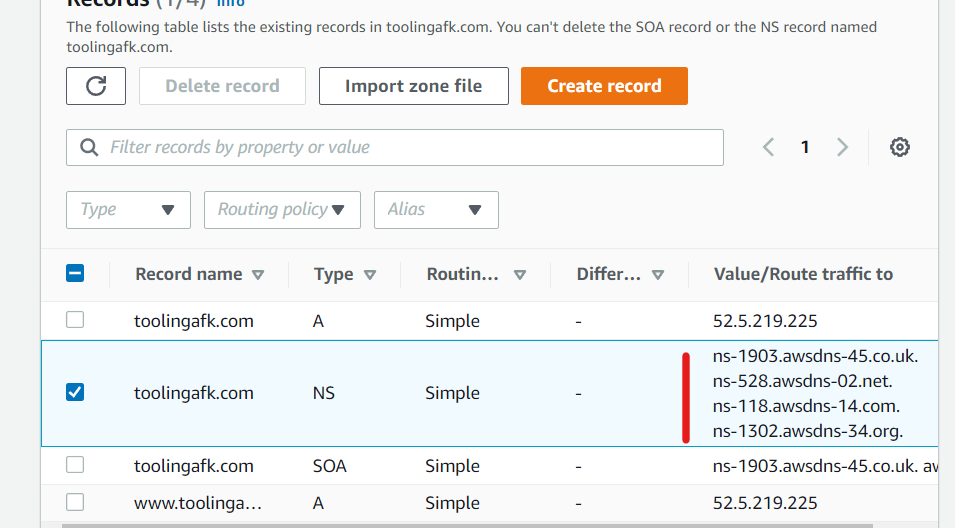 Records (1/4) Info
The following table lists the existing records in toolingafk.com. You can't delete the SOA record or the NS record named
toolingafk.com.
Delete record Import zone file Create record
Filter records by property or value 1
Type Routing policy Alias
Record name Type Routin... Differ... Value/Route traffic to
toolingafk.com A Simple - 52.5.219.225
ns-1903.awsdns-45.co.uk.
ns-528.awsdns-02.net.
toolingafk.com NS Simple -
ns-118.awsdns-14.com.
ns-1302.awsdns-34.org.
toolingafk.com SOA Simple - ns-1903.awsdns-45.co.uk. aw
www.toolinga... A Simple - 52.5.219.225